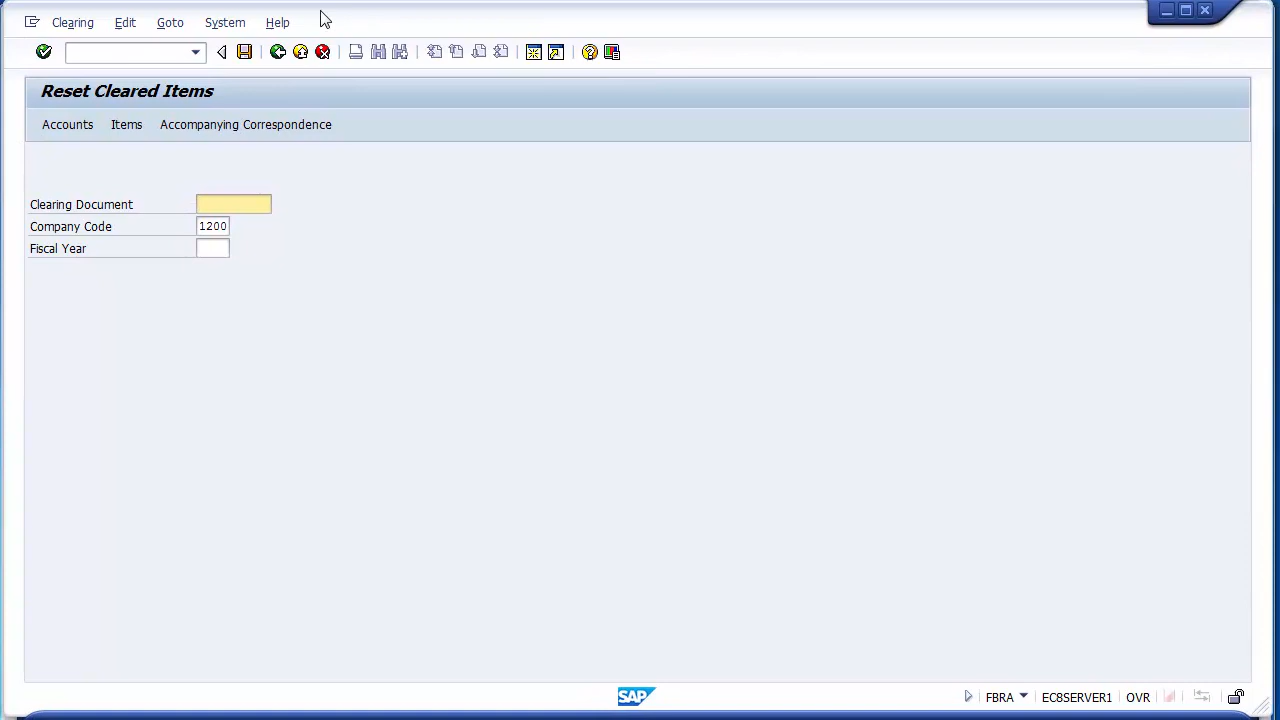 Clearing Edit Goto System Help
Reset Cleared Items
Accounts Items Accompanying Correspondence
Clearing Document
Company Code 1200
Fiscal Year
SAP FBRA EC8SERVER1 OVR